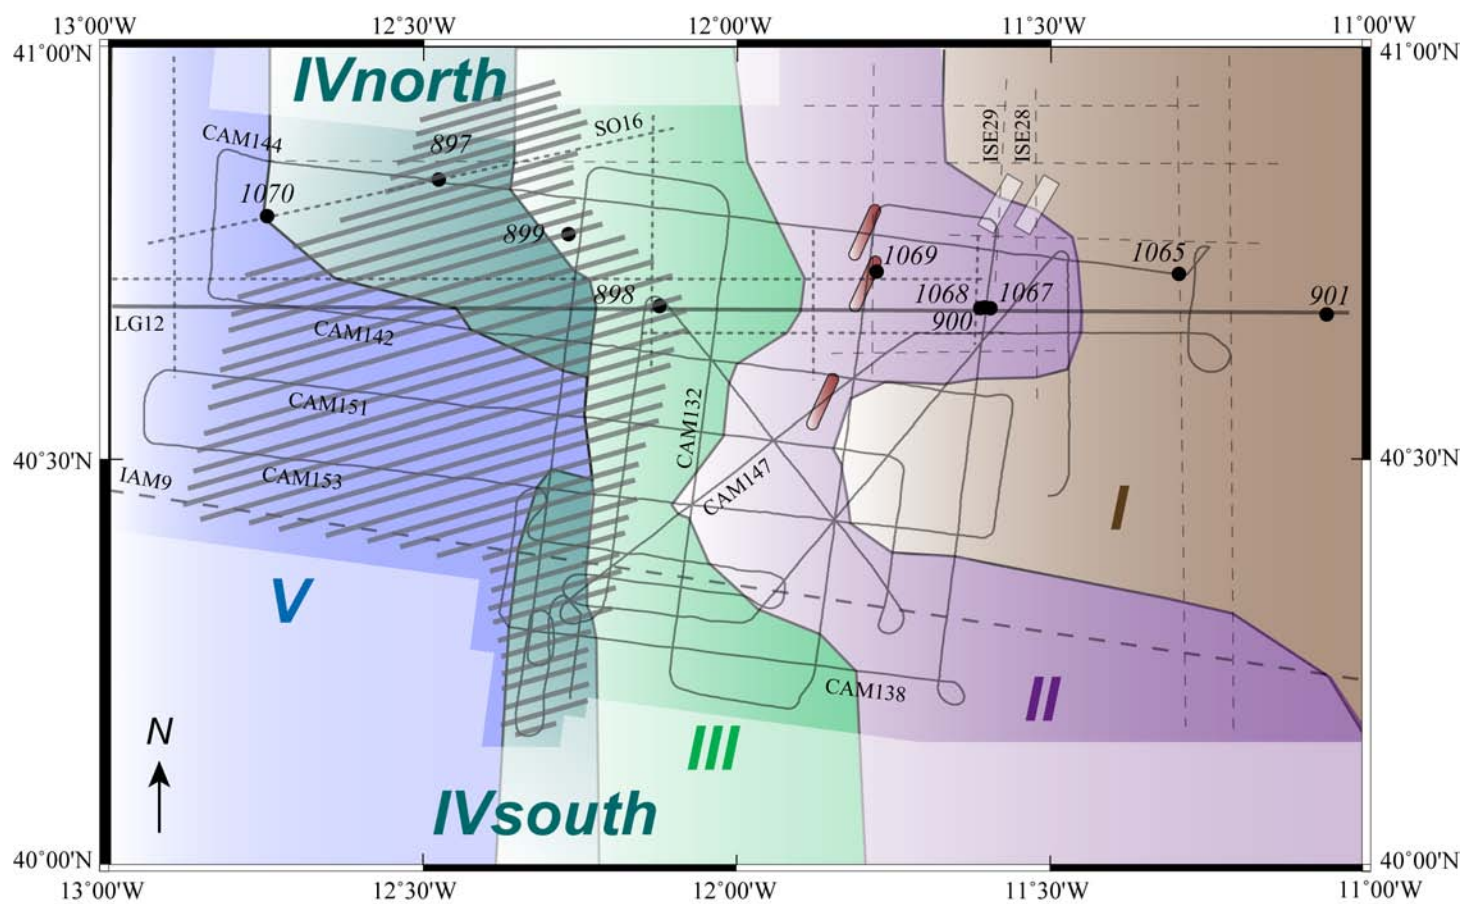 13°00'W 12°30'W 12°00'W 11°30'W 11°00'W
41°00'N 41°00'N
IVnorth
CAM144
897
SO16
ISE29
ISE28
1070
899
1069
1065
898
1068
1067
901
900
LG12
CAM142
CAM151
CAM132
40°30'N 40°30'N
IAM9
CAM153
CAM147
I
V
CAM138
II
N
III
IVsouth
40°00'N 40°00'N
13°00'W 12°30'W 12°00'W 11°30'W 11°00'W